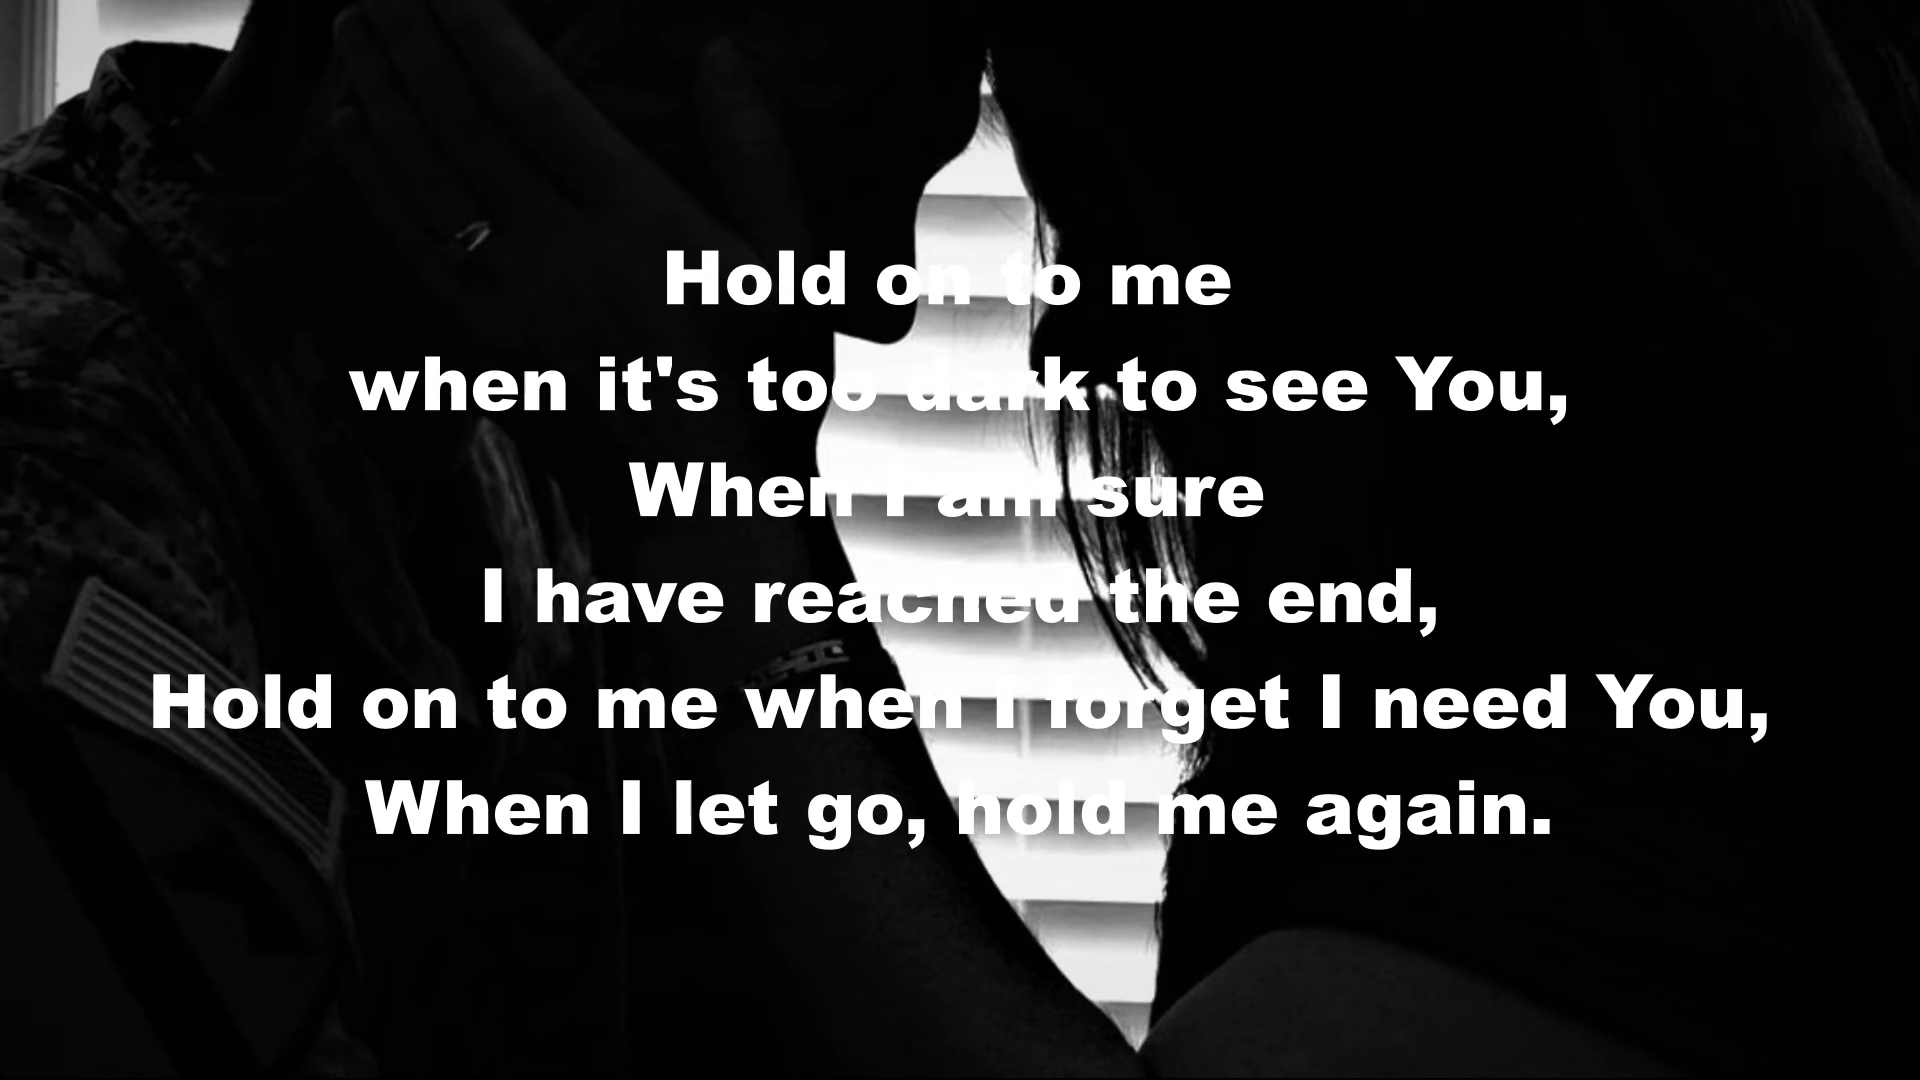 Hold on to me
when it's too dark to see You,
When I am sure
I have reached the end,
Hold on to me when I forget I need You,
When I let go, hold me again.